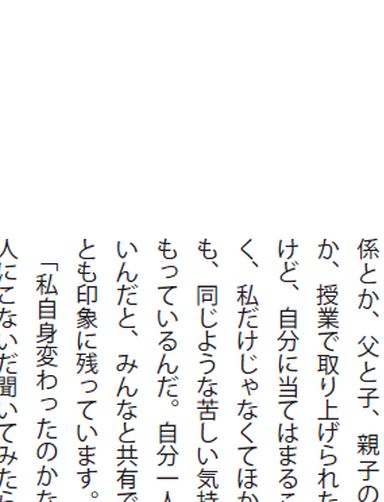 係とか、父と子、親子の
か、授業で取り上げられた
けど、自分に当てはまる
く、私だけじゃなくてほか
も、同じような苦しい気持
もっているんだ。自分一人
いんだと、みんなと共有で
とも印象に残っています。
「私自身変わったのかな
人にこないだ聞いてみたら